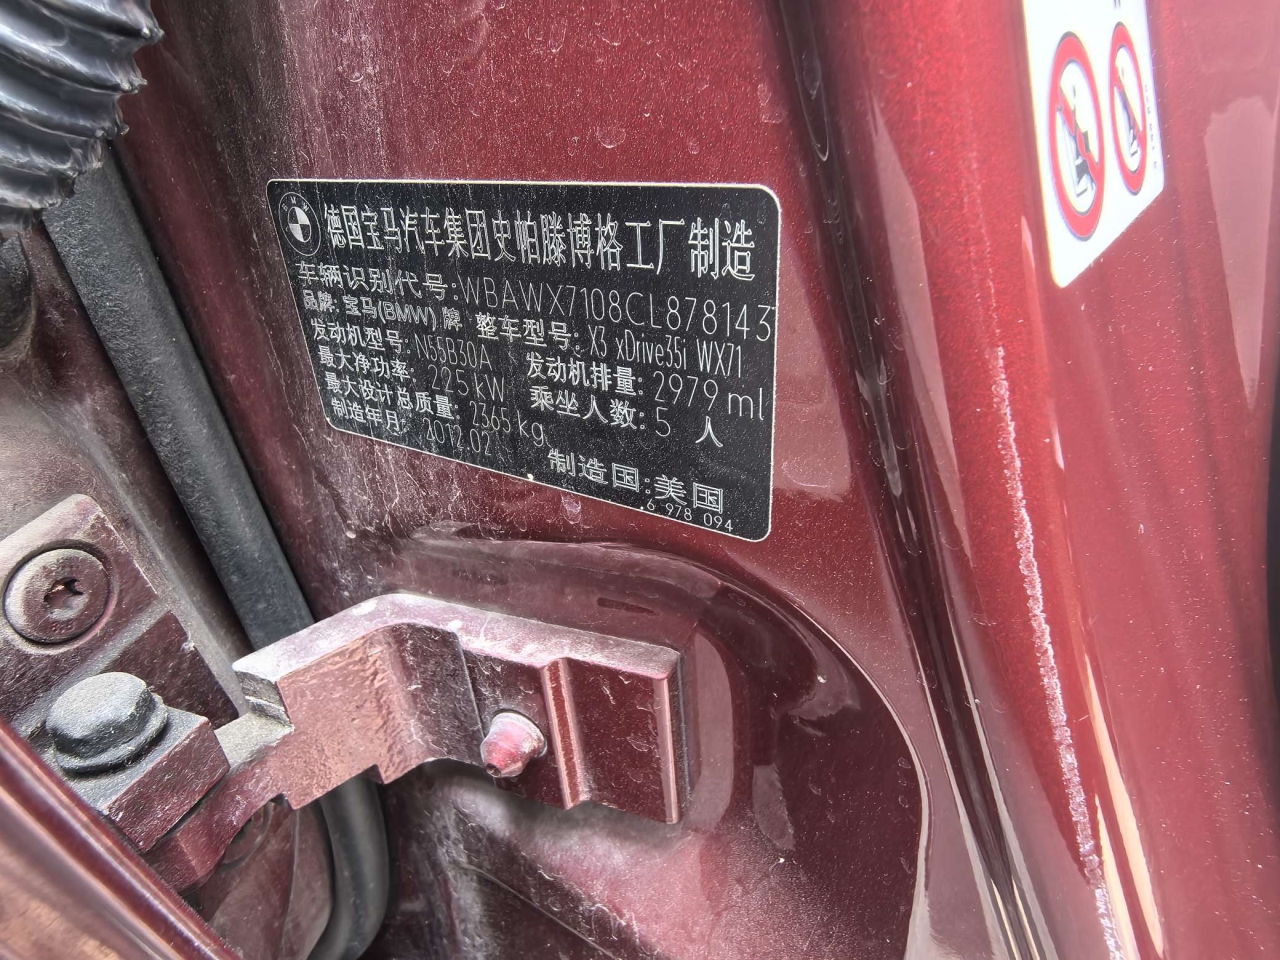 德国宝马汽车集团史帕滕博格工厂制造
车辆识别代号:WBAWX7108CL878143
品牌:宝马(BMW)牌 整车型号:X3 xDrive35i WX71
发动机型号:N55B30A 发动机排量:2979ml
最大净功率:225kW 乘坐人数:5人
最大设计总质量:2365kg
制造年月:2012.02 制造国:美国
6 978 094